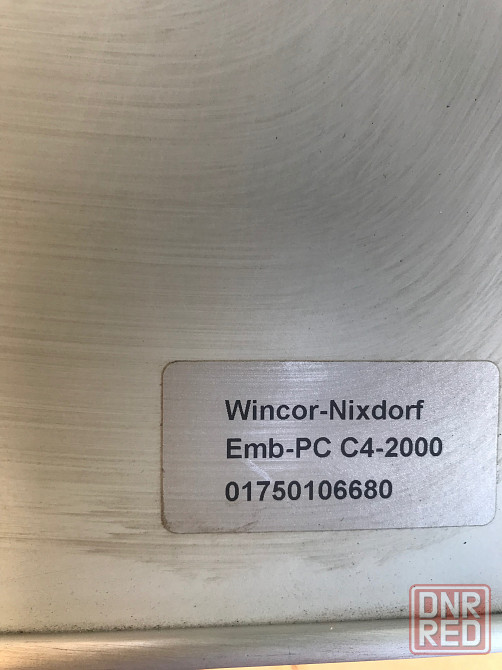 Wincor-Nixdorf
Emb-PC C4-2000
01750106680
DNR
RED